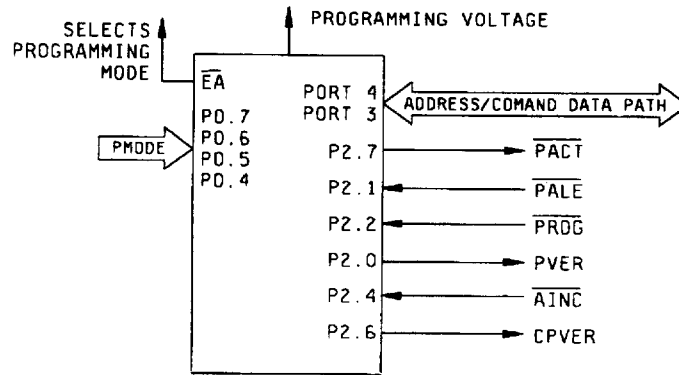 PROGRAMMING VOLTAGE
SELECTS
PROGRAMMING
MODE
EA
PORT 4
PORT 3
ADDRESS/COMAND DATA PATH
P0.7
P0.6
P0.5
P0.4
PMODE
P2.7
PACT
P2.1
PALE
P2.2
PROG
P2.0
PVER
P2.4
AINC
P2.6
CPVER